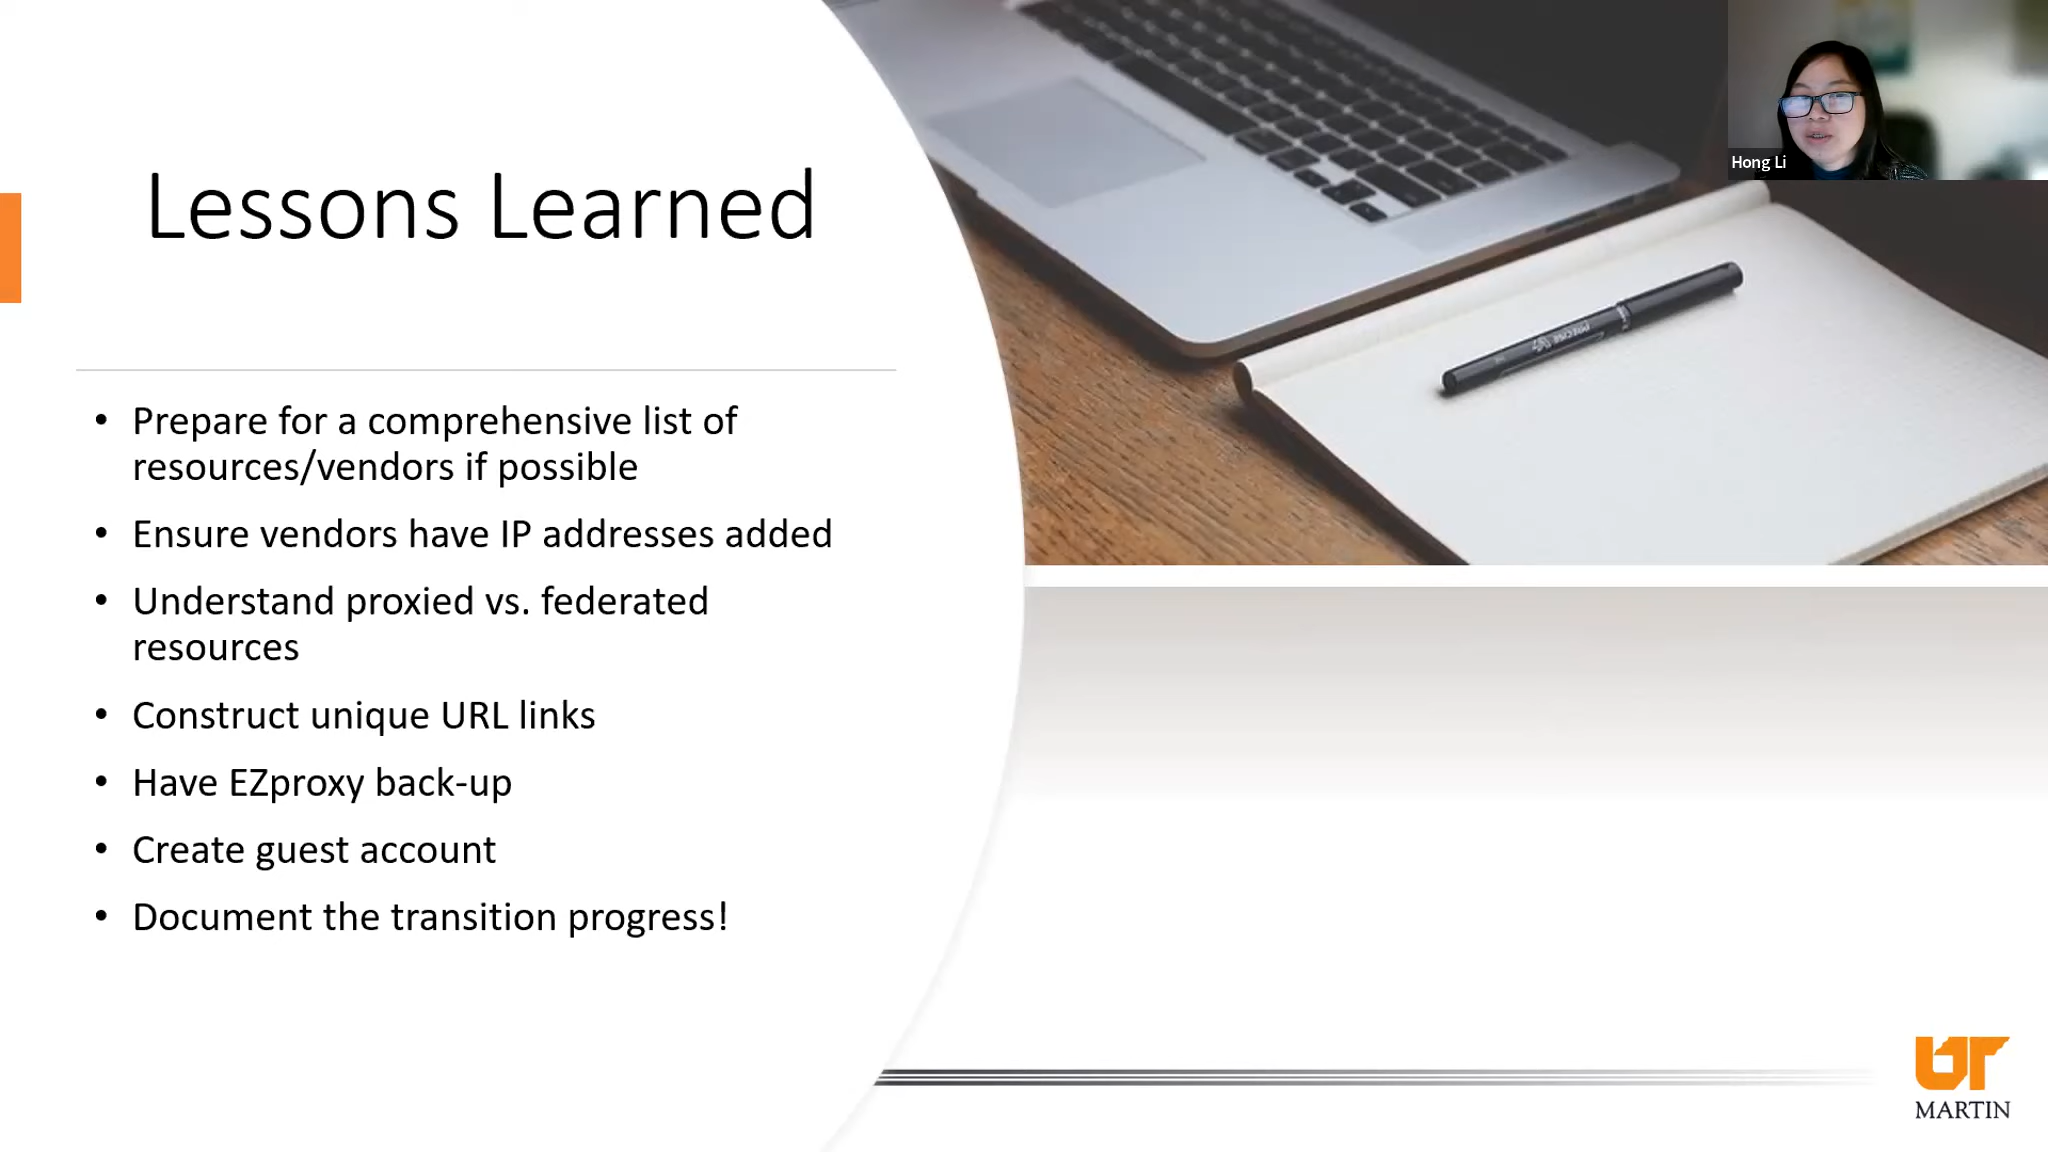 Hong Li
Lessons Learned
• Prepare for a comprehensive list of
resources/vendors if possible
• Ensure vendors have IP addresses added
• Understand proxied vs. federated
resources
• Construct unique URL links
• Have EZproxy back-up
• Create guest account
• Document the transition progress!
UT
MARTIN